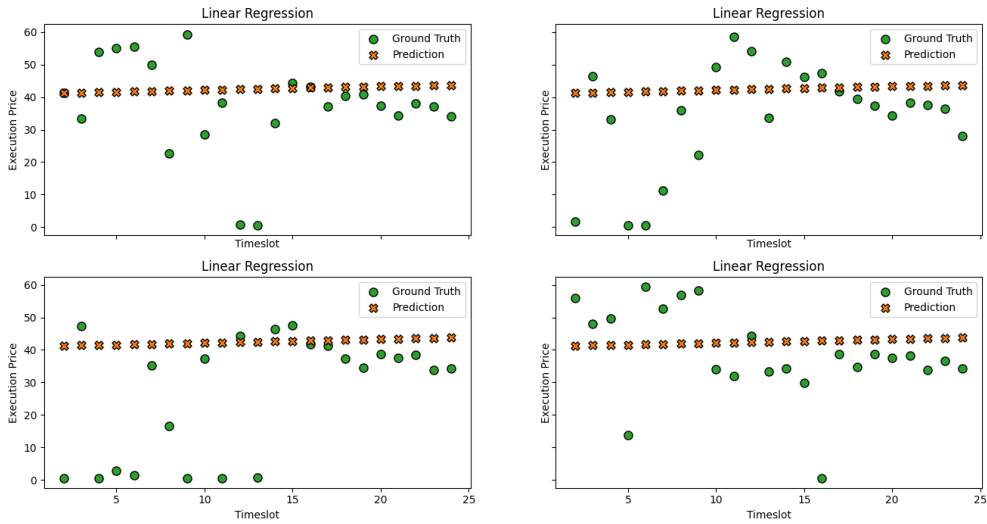 Linear Regression
Execution Price
60
50
40
30
20
10
0
Ground Truth
Prediction
Timeslot
Linear Regression
Execution Price
Ground Truth
Prediction
Timeslot
Linear Regression
Execution Price
60
50
40
30
20
10
0
Ground Truth
Prediction
5 10 15 20 25
Timeslot
Linear Regression
Execution Price
Ground Truth
Prediction
5 10 15 20 25
Timeslot